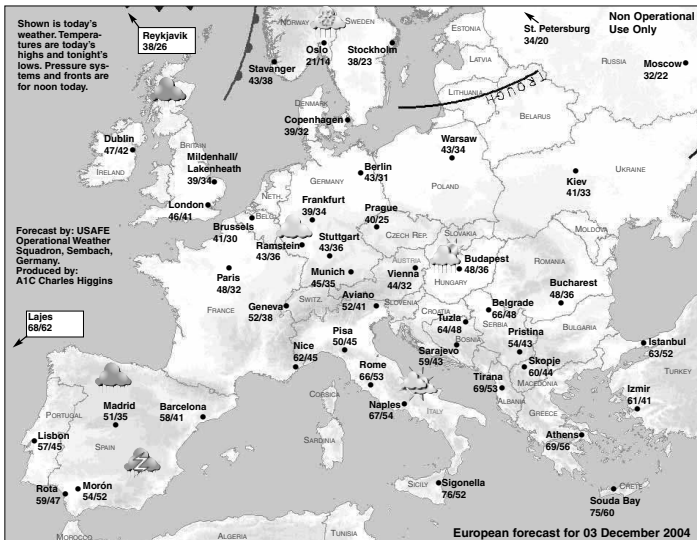 Shown is today's
weather. Tempera-
tures are today's
highs and tonight's
lows. Pressure sys-
tems and fronts are
for noon today.
Reykjavik
38/26
NORWAY
SWEDEN
Oslo
21/14
Stockholm
38/23
Stavanger
43/38
ESTONIA
St. Petersburg
34/20
Non Operational
Use Only
LATVIA
RUSSIA
Moscow
32/22
LITHUANIA
TROUGH
BELARUS
DENMARK
Copenhagen
39/32
Dublin
47/42
IRELAND
BRITAIN
Mildenhall/
Lakenheath
39/34
London
46/41
NETH.
GERMANY
Berlin
43/31
Warsaw
43/34
POLAND
Kiev
41/33
UKRAINE
Forecast by: USAFE
Operational Weather
Squadron, Sembach,
Germany.
Produced by:
A1C Charles Higgins
Brussels
41/30
BELG.
Frankfurt
39/34
Prague
40/25
CZECH REP.
Ramstein
43/36
Stuttgart
43/36
SLOVAKIA
MOLDOVA
Paris
48/32
Munich
45/35
AUSTRIA
Vienna
44/32
Budapest
48/36
HUNGARY
ROMANIA
Bucharest
48/36
Lajes
68/62
FRANCE
Geneva
52/38
SWITZ.
Aviano
52/41
SLOVENIA
CROATIA
Belgrade
66/48
SERBIA
Tuzla
64/48
BOSNIA
BULGARIA
Nice
62/45
Pisa
50/45
Sarajevo
59/43
Pristina
54/43
Skopje
60/44
MACEDONIA
Istanbul
63/52
TURKEY
Rome
66/53
Tirana
69/53
ALBANIA
Izmir
61/41
CORSICA
Naples
67/54
ITALY
GREECE
Athens
69/56
PORTUGAL
Madrid
51/35
Barcelona
58/41
SPAIN
Lisbon
57/45
SARDINIA
Rota
59/47
Morón
54/52
SICILY
Sigonella
76/52
CRETE
Souda Bay
75/60
MOROCCO
ALGERIA
TUNISIA
European forecast for 03 December 2004